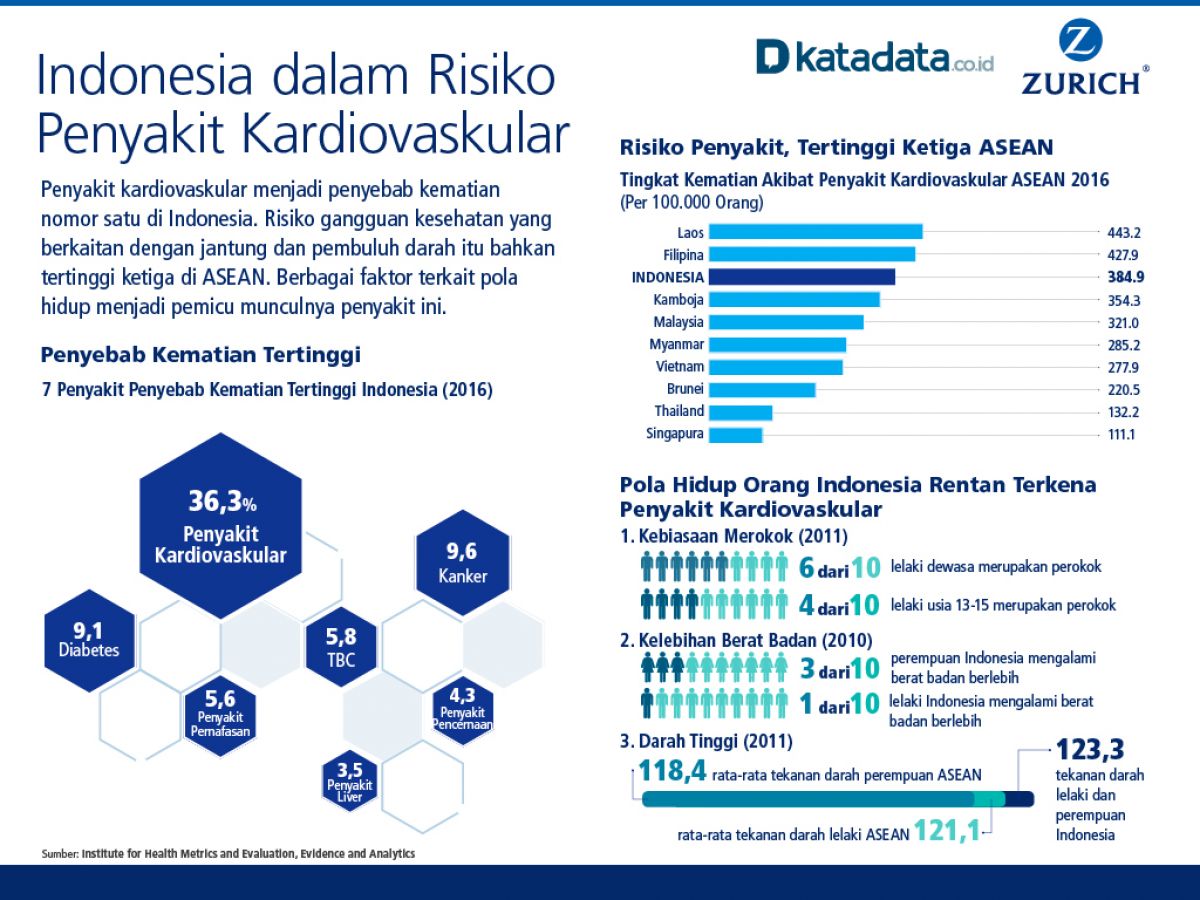 Indonesia dalam Risiko
Penyakit Kardiovaskular
Penyakit kardiovaskular menjadi penyebab kematian
nomor satu di Indonesia. Risiko gangguan kesehatan yang
berkaitan dengan jantung dan pembuluh darah itu bahkan
tertinggi ketiga di ASEAN. Berbagai faktor terkait pola
hidup menjadi pemicu munculnya penyakit ini.
Penyebab Kematian Tertinggi
7 Penyakit Penyebab Kematian Tertinggi Indonesia (2016)
36,3%
Penyakit
Kardiovaskular
9,6
Kanker
9,1
Diabetes
5,8
TBC
5,6
Penyakit
Pernafasan
4,3
Penyakit
Pencernaan
3,5
Penyakit
Liver
Sumber: Institute for Health Metrics and Evaluation, Evidence and Analytics
D katadata.co.id
Z
ZURICH®
Risiko Penyakit, Tertinggi Ketiga ASEAN
Tingkat Kematian Akibat Penyakit Kardiovaskular ASEAN 2016
(Per 100.000 Orang)
Laos 443.2
Filipina 427.9
INDONESIA 384.9
Kamboja 354.3
Malaysia 321.0
Myanmar 285.2
Vietnam 277.9
Brunei 220.5
Thailand 132.2
Singapura 111.1
Pola Hidup Orang Indonesia Rentan Terkena
Penyakit Kardiovaskular
1. Kebiasaan Merokok (2011)
6 dari 10 lelaki dewasa merupakan perokok
4 dari 10 lelaki usia 13-15 merupakan perokok
2. Kelebihan Berat Badan (2010)
3 dari 10 perempuan Indonesia mengalami
berat badan berlebih
1 dari 10 lelaki Indonesia mengalami berat
badan berlebih
3. Darah Tinggi (2011)
118,4 rata-rata tekanan darah perempuan ASEAN
rata-rata tekanan darah lelaki ASEAN 121,1
123,3
tekanan darah
lelaki dan
perempuan
Indonesia